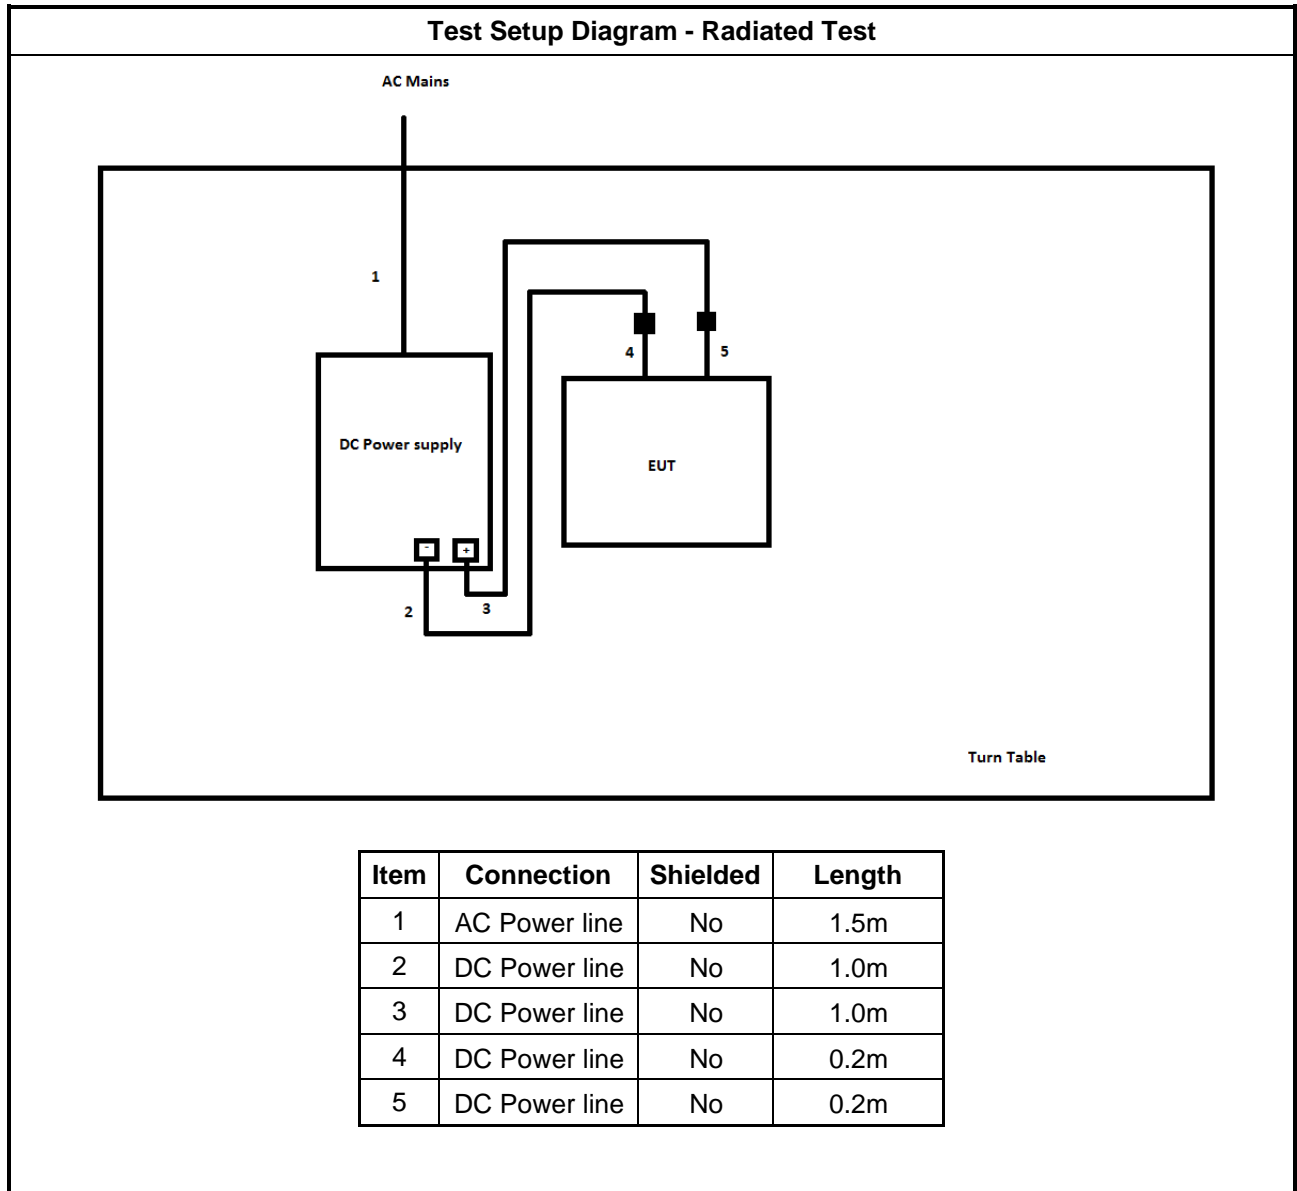 Test Setup Diagram - Radiated Test
AC Mains
1
4 5
DC Power supply
EUT
- +
2 3
Turn Table
Item Connection Shielded Length
1 AC Power line No 1.5m
2 DC Power line No 1.0m
3 DC Power line No 1.0m
4 DC Power line No 0.2m
5 DC Power line No 0.2m